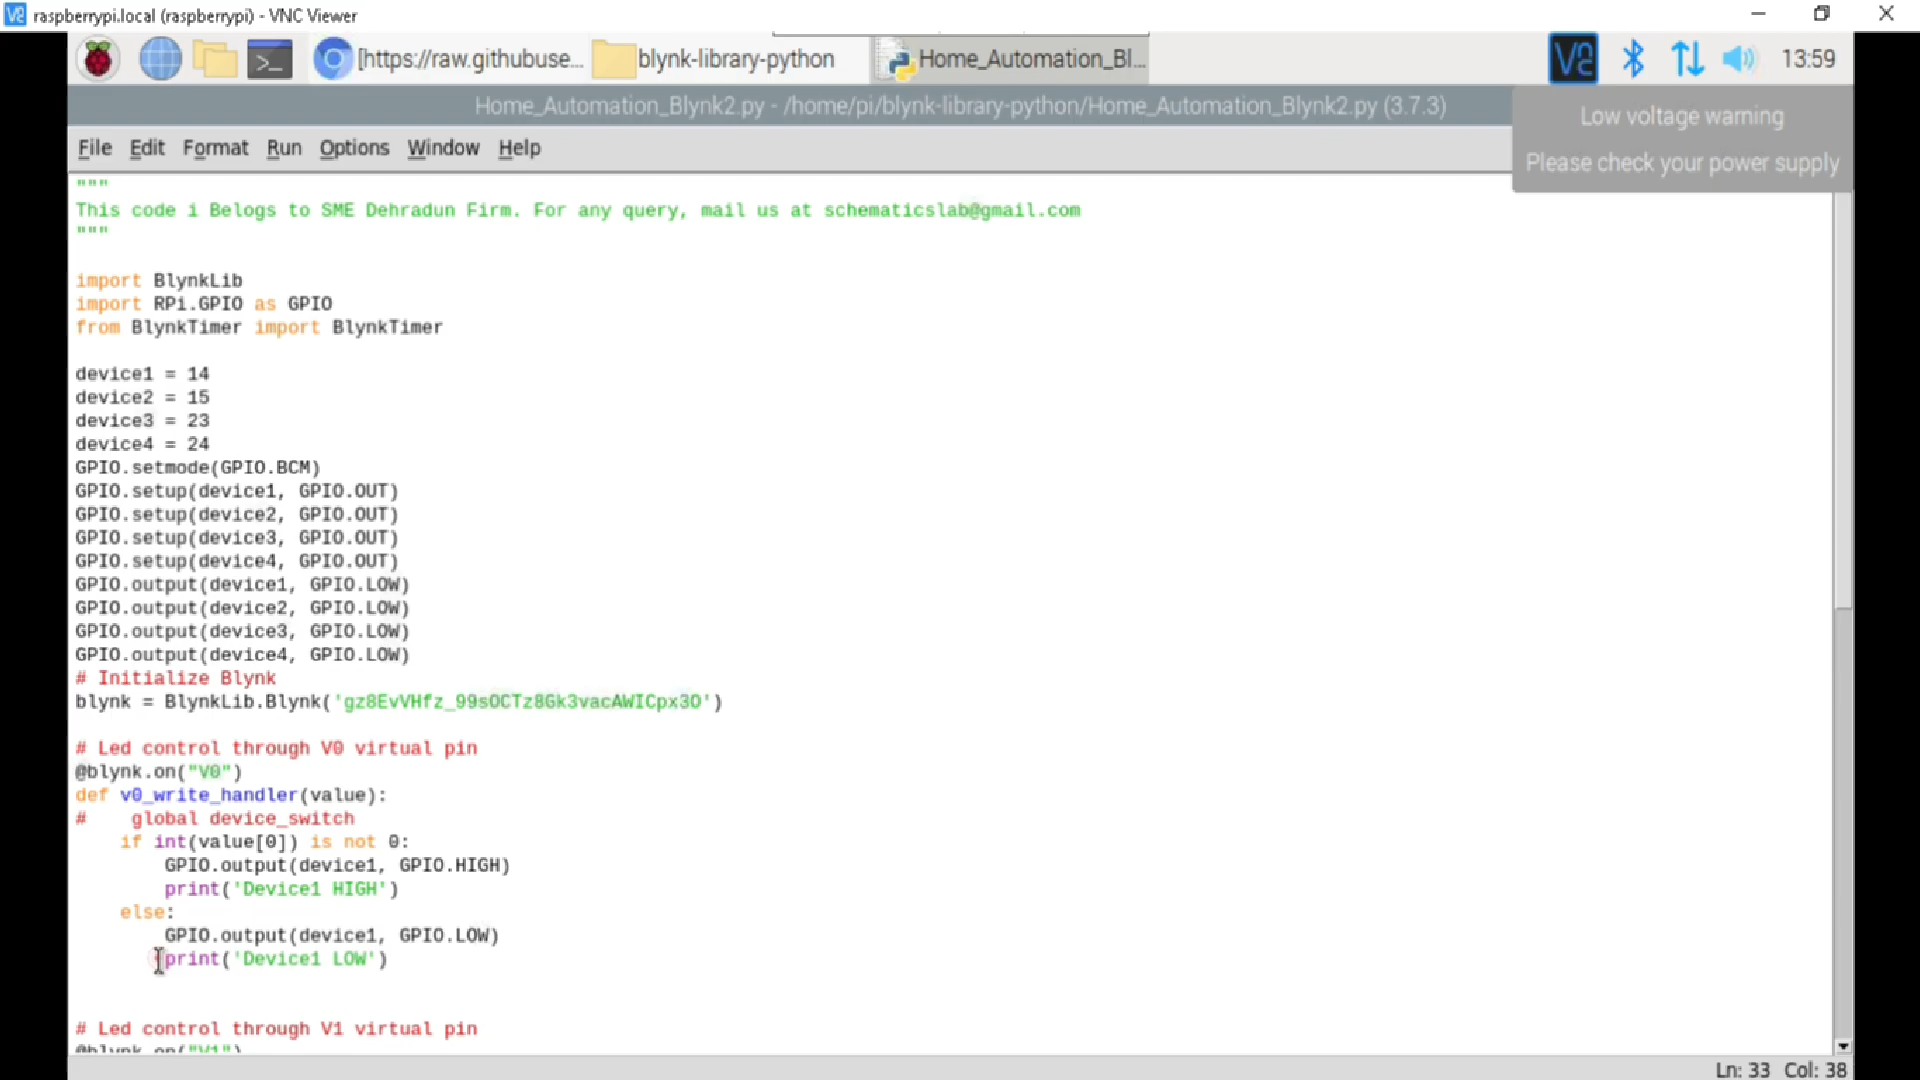 raspberrypi.local (raspberrypi) - VNC Viewer
[https://raw.githubuse... blynk-library-python Home_Automation_Bl... 13:59
Home_Automation_Blynk2.py - /home/pi/blynk-library-python/Home_Automation_Blynk2.py (3.7.3)
Low voltage warning
Please check your power supply
File Edit Format Run Options Window Help
"""
This code i Belogs to SME Dehradun Firm. For any query, mail us at schematicslab@gmail.com
"""
import BlynkLib
import RPi.GPIO as GPIO
from BlynkTimer import BlynkTimer
device1 = 14
device2 = 15
device3 = 23
device4 = 24
GPIO.setmode(GPIO.BCM)
GPIO.setup(device1, GPIO.OUT)
GPIO.setup(device2, GPIO.OUT)
GPIO.setup(device3, GPIO.OUT)
GPIO.setup(device4, GPIO.OUT)
GPIO.output(device1, GPIO.LOW)
GPIO.output(device2, GPIO.LOW)
GPIO.output(device3, GPIO.LOW)
GPIO.output(device4, GPIO.LOW)
# Initialize Blynk
blynk = BlynkLib.Blynk('gz8EvVHfz_99sOCTz8Gk3vacAWICpx3O')
# Led control through V0 virtual pin
@blynk.on("V0")
def v0_write_handler(value):
#    global device_switch
    if int(value[0]) is not 0:
        GPIO.output(device1, GPIO.HIGH)
        print('Device1 HIGH')
    else:
        GPIO.output(device1, GPIO.LOW)
        print('Device1 LOW')
# Led control through V1 virtual pin
@blynk.on("V1")
Ln: 33 Col: 38